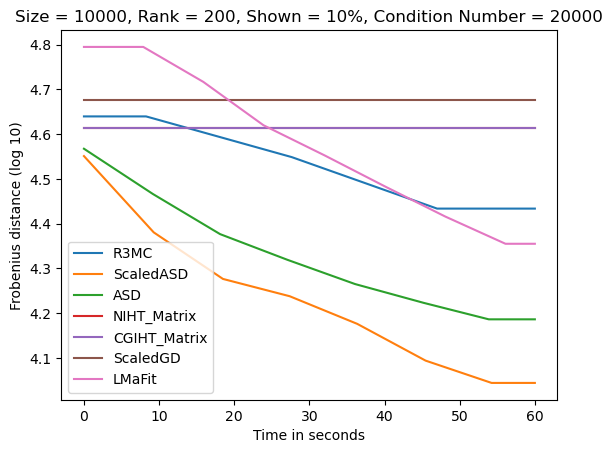 Size = 10000, Rank = 200, Shown = 10%, Condition Number = 20000
Frobenius distance (log 10)
4.8
4.7
4.6
4.5
4.4
4.3
4.2
4.1
R3MC
ScaledASD
ASD
NIHT_Matrix
CGIHT_Matrix
ScaledGD
LMaFit
0 10 20 30 40 50 60
Time in seconds